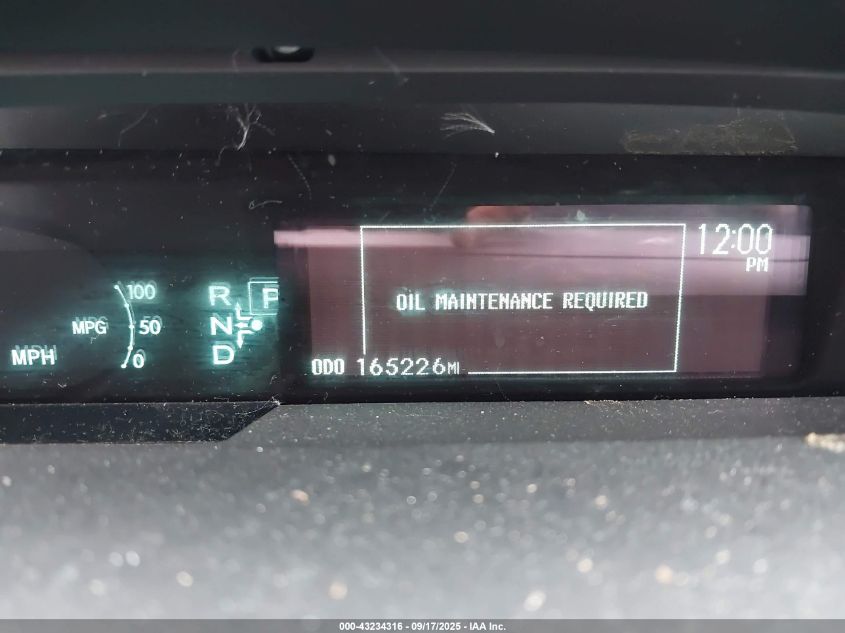 12:00
PM
100
R
P
OIL MAINTENANCE REQUIRED
MPG
50
N
MPH
0
D
ODO 165226MI
000-43234316 - 09/17/2025 - IAA Inc.